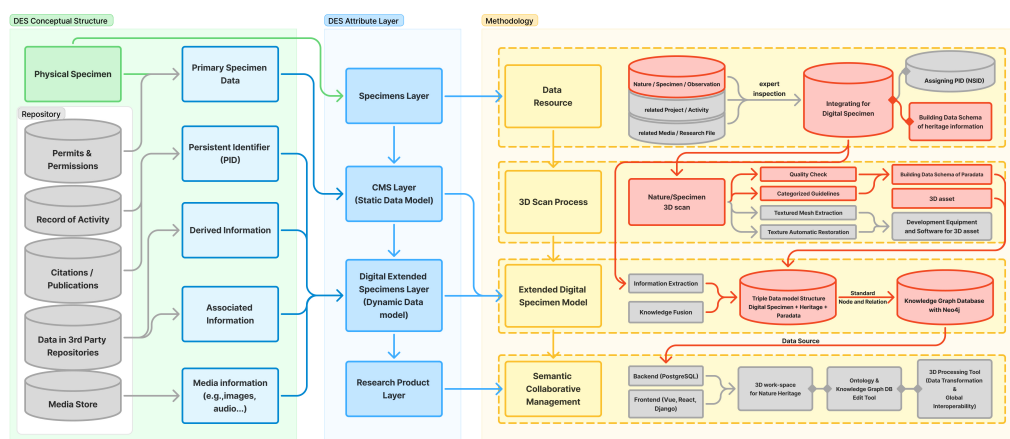 DES Conceptual Structure
Physical Specimen
Repository
Permits &
Permissions
Record of Activity
Citations /
Publications
Data in 3rd Party
Repositories
Media Store
Primary Specimen
Data
Persistent Identifier
(PID)
Derived Information
Associated
Information
Media information
(e.g.,images,
audio...)
DES Attribute Layer
Specimens Layer
CMS Layer
(Static Data Model)
Digital Extended
Specimens Layer
(Dynamic Data
model)
Research Product
Layer
Methodology
Data
Resource
Nature / Specimen / Observation
related Project / Activity
related Media / Research File
expert
inspection
Integrating for
Digital Specimen
Assigning PID (NSID)
Building Data Schema
of heritage information
3D Scan Process
Nature/Specimen
3D scan
Quality Check
Categorized Guidelines
Textured Mesh Extraction
Texture Automatic Restoration
Building Data Schema of Paradata
3D asset
Development Equipment
and Software for 3D asset
Extended Digital
Specimen Model
Information Extraction
Knowledge Fusion
Triple Data model Structure
Digital Specimen + Heritage +
Paradata
Standard
Node and Relation
Knowledge Graph Database
with Neo4j
Data Source
Semantic
Collaborative
Management
Backend (PostgreSQL)
Frontend (Vue, React,
Django)
3D work-space
for Nature Heritage
Ontology &
Knowledge Graph DB
Edit Tool
3D Processing Tool
(Data Transformation
&
Global
Interoperability)